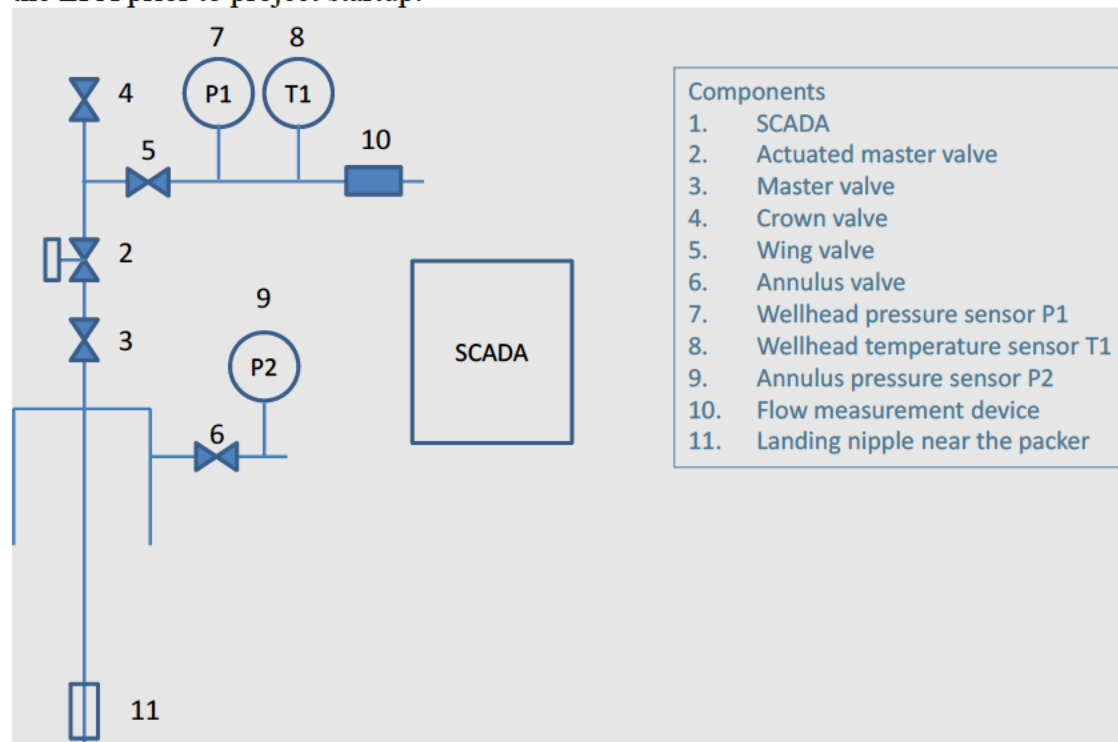 7 8
4 P1 T1
5 10
2
9
3 P2 SCADA
6
11
Components
1. SCADA
2. Actuated master valve
3. Master valve
4. Crown valve
5. Wing valve
6. Annulus valve
7. Wellhead pressure sensor P1
8. Wellhead temperature sensor T1
9. Annulus pressure sensor P2
10. Flow measurement device
11. Landing nipple near the packer